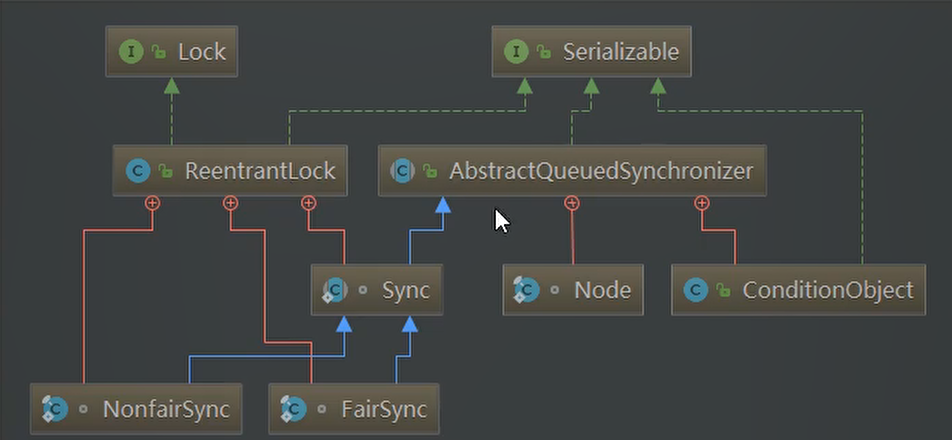 I Lock
I Serializable
C ReentrantLock
C AbstractQueuedSynchronizer
C Sync
C Node
C ConditionObject
C NonfairSync
C FairSync